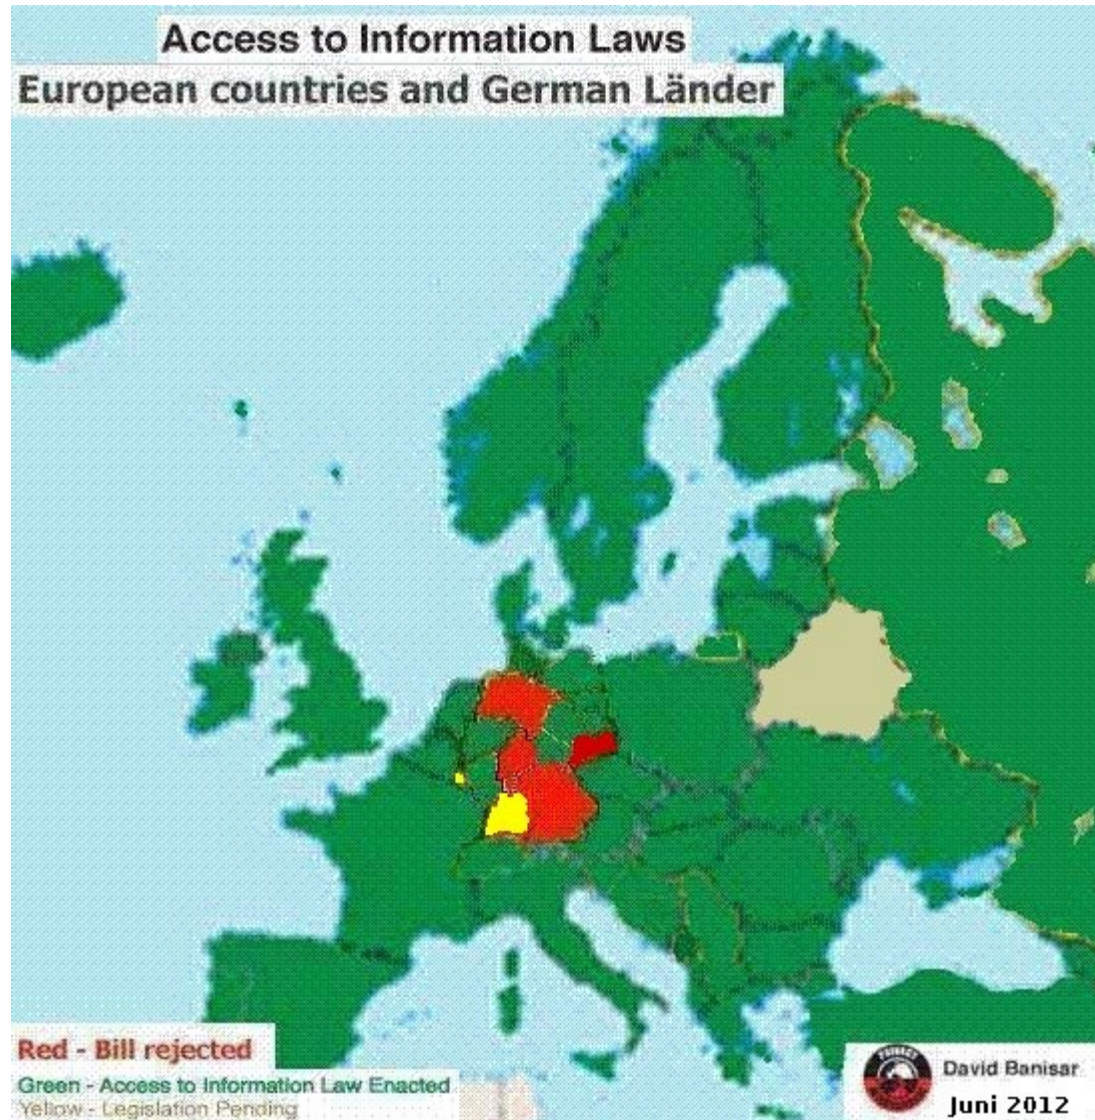 Access to Information Laws
European countries and German Länder
Red - Bill rejected
Green - Access to Information Law Enacted
Yellow - Legislation Pending
PRIVACY
David Banisar
Juni 2012